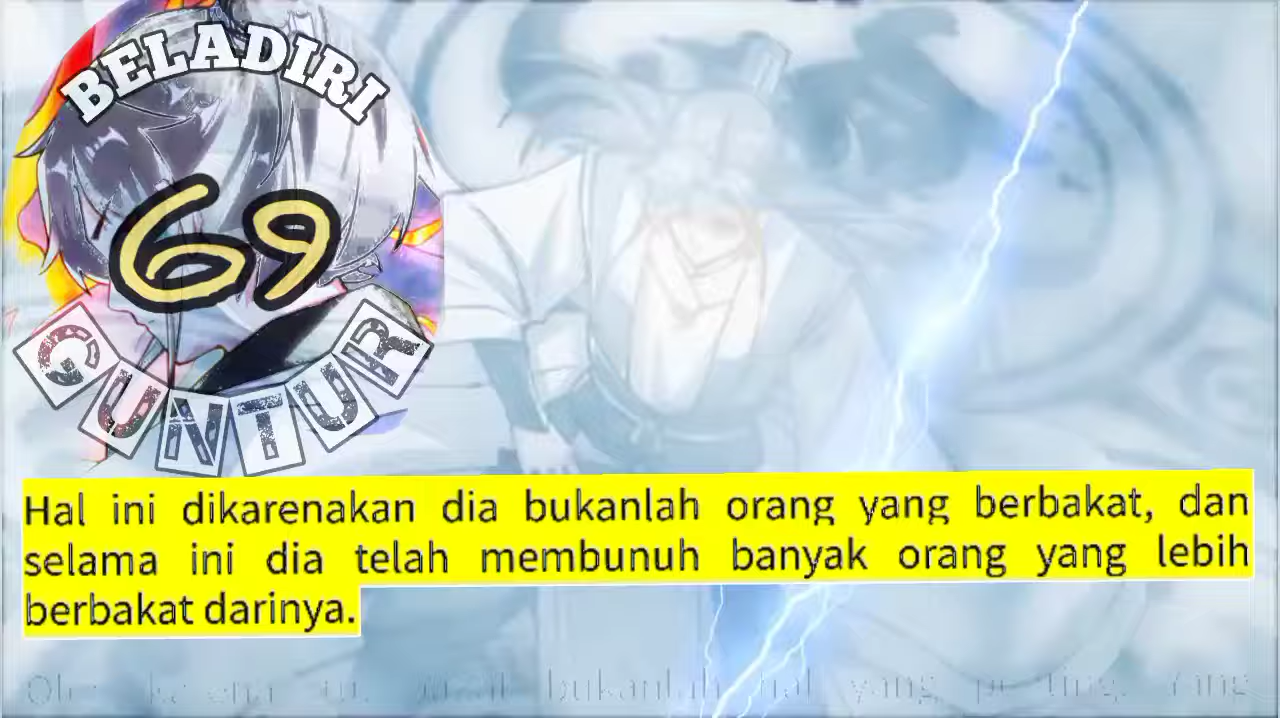 BELADIRI
69
GUNTUR
Hal ini dikarenakan dia bukanlah orang yang berbakat, dan
selama ini dia telah membunuh banyak orang yang lebih
berbakat darinya.
bukanlah yang